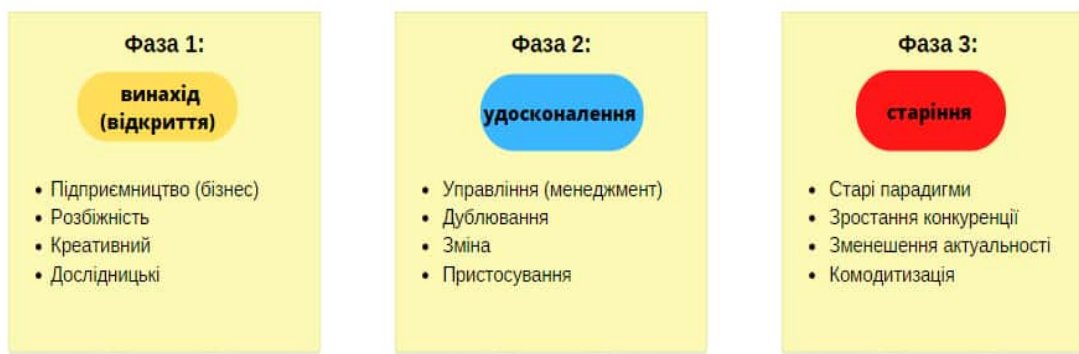 Фаза 1:
винахід
(відкриття)
• Підприємництво (бізнес)
• Розбіжність
• Креативний
• Дослідницькі
Фаза 2:
удосконалення
• Управління (менеджмент)
• Дублювання
• Зміна
• Пристосування
Фаза 3:
старіння
• Старі парадигми
• Зростання конкуренції
• Зменешення актуальності
• Комодитизація